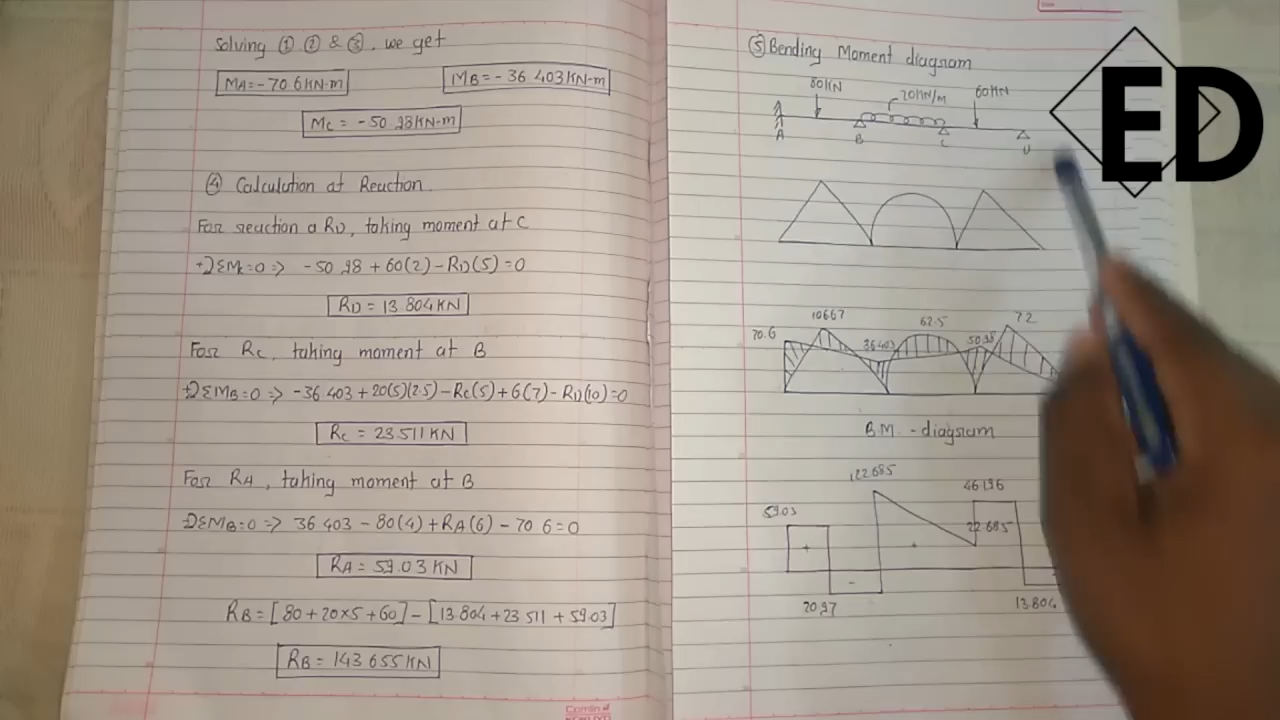 Solving ① ② & ③, we get
MA = -70.6 KN-m
MB = -36.403 KN-m
MC = -50.98 KN-m
④ Calculation of Reaction.
For reaction a RD, taking moment at C
+ΣMc=0 => -50.98 + 60(2) - RD(5) = 0
RD = 13.804 KN
For Rc, taking moment at B
ΣMB=0 => -36.403 + 20(5)(2.5) - Rc(5) + 6(7) - RD(10) = 0
Rc = 23.511 KN
For RA, taking moment at B
ΣMB=0 => 36.403 - 80(4) + RA(6) - 70.6 = 0
RA = 59.03 KN
RB = [80 + 20×5 + 60] - [13.804 + 23.511 + 59.03]
RB = 143.655 KN
⑤ Bending Moment diagram
80KN
20KN/m
60KN
A
B
C
D
70.6
106.67
36.403
62.5
50.98
72
B.M. - diagram
122.685
46.196
59.03
22.685
+
+
-
20.97
13.804
ED